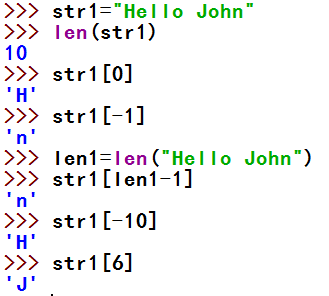 >>> str1="Hello John"
>>> len(str1)
10
>>> str1[0]
'H'
>>> str1[-1]
'n'
>>> len1=len("Hello John")
>>> str1[len1-1]
'n'
>>> str1[-10]
'H'
>>> str1[6]
'J'